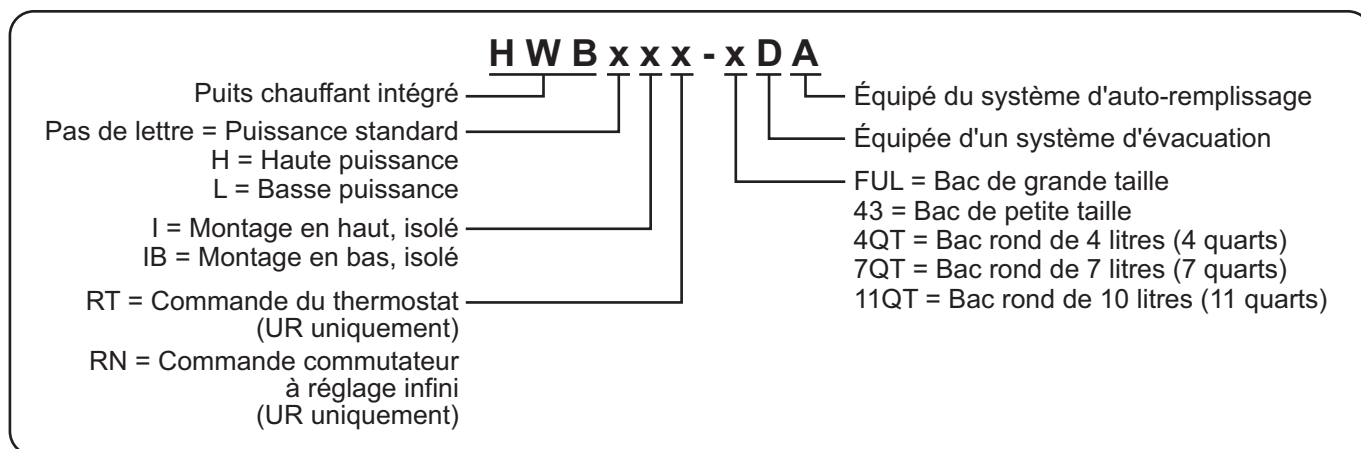 H W B x x x - x D A
Puits chauffant intégré
Pas de lettre = Puissance standard
H = Haute puissance
L = Basse puissance
I = Montage en haut, isolé
IB = Montage en bas, isolé
RT = Commande du thermostat
(UR uniquement)
RN = Commande commutateur
à réglage infini
(UR uniquement)
Équipé du système d'auto-remplissage
Équipée d'un système d'évacuation
FUL = Bac de grande taille
43 = Bac de petite taille
4QT = Bac rond de 4 litres (4 quarts)
7QT = Bac rond de 7 litres (7 quarts)
11QT = Bac rond de 10 litres (11 quarts)